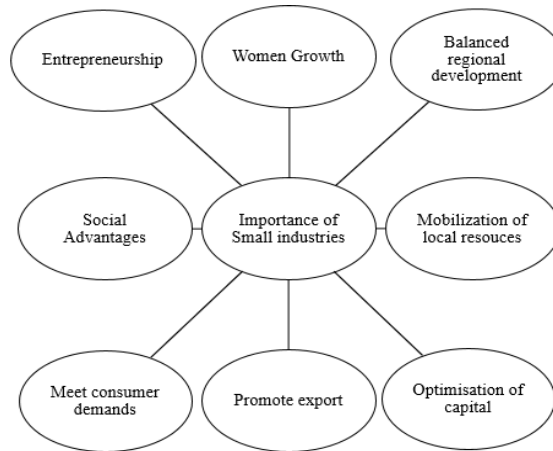 Entrepreneurship
Women Growth
Balanced
regional
development
Social
Advantages
Importance of
Small industries
Mobilization of
local resouces
Meet consumer
demands
Promote export
Optimisation of
capital